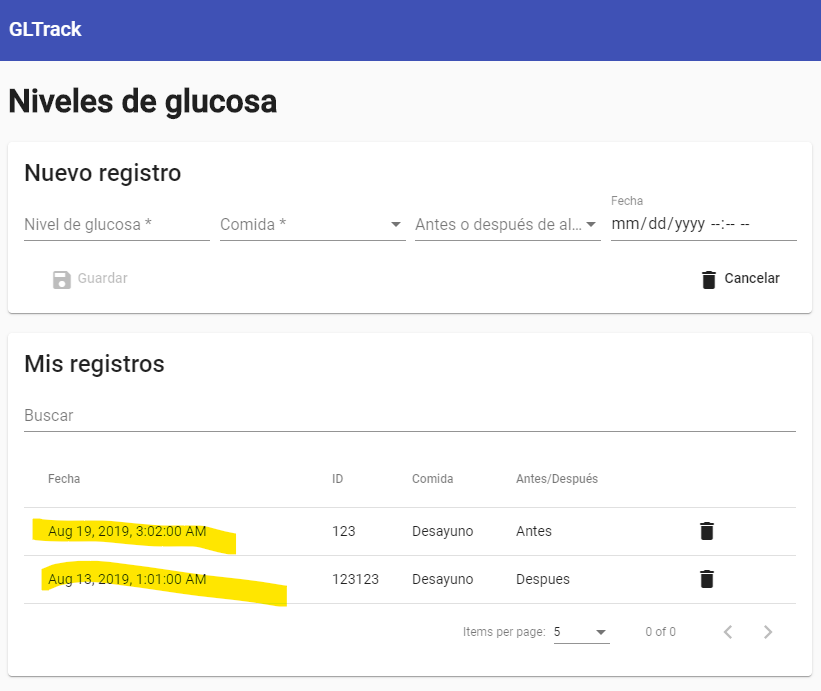 GLTrack
Niveles de glucosa
Nuevo registro
Fecha
Nivel de glucosa * Comida * Antes o después de al... mm/dd/yyyy --:-- --
Guardar Cancelar
Mis registros
Buscar
Fecha ID Comida Antes/Después
Aug 19, 2019, 3:02:00 AM 123 Desayuno Antes
Aug 13, 2019, 1:01:00 AM 123123 Desayuno Despues
Items per page: 5 0 of 0